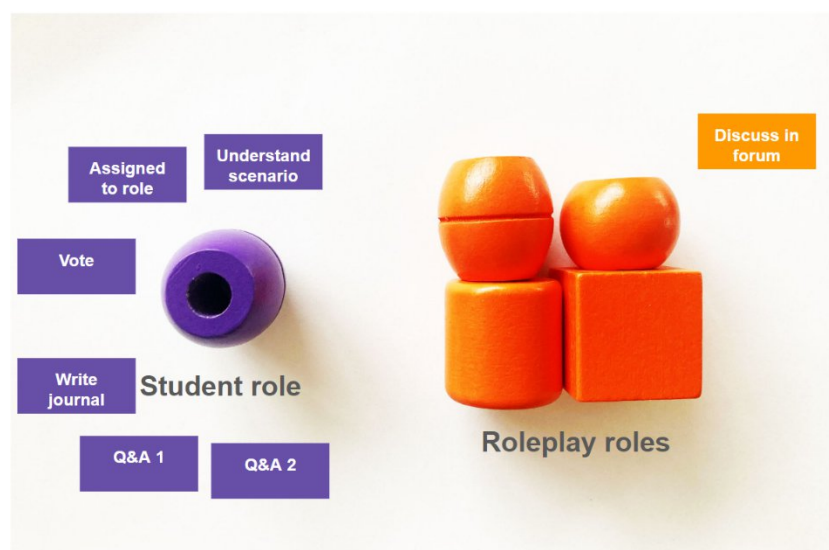 Discuss in
forum
Understand
scenario
Assigned
to role
Vote
Write
journal
Student role
Q&A 1
Q&A 2
Roleplay roles